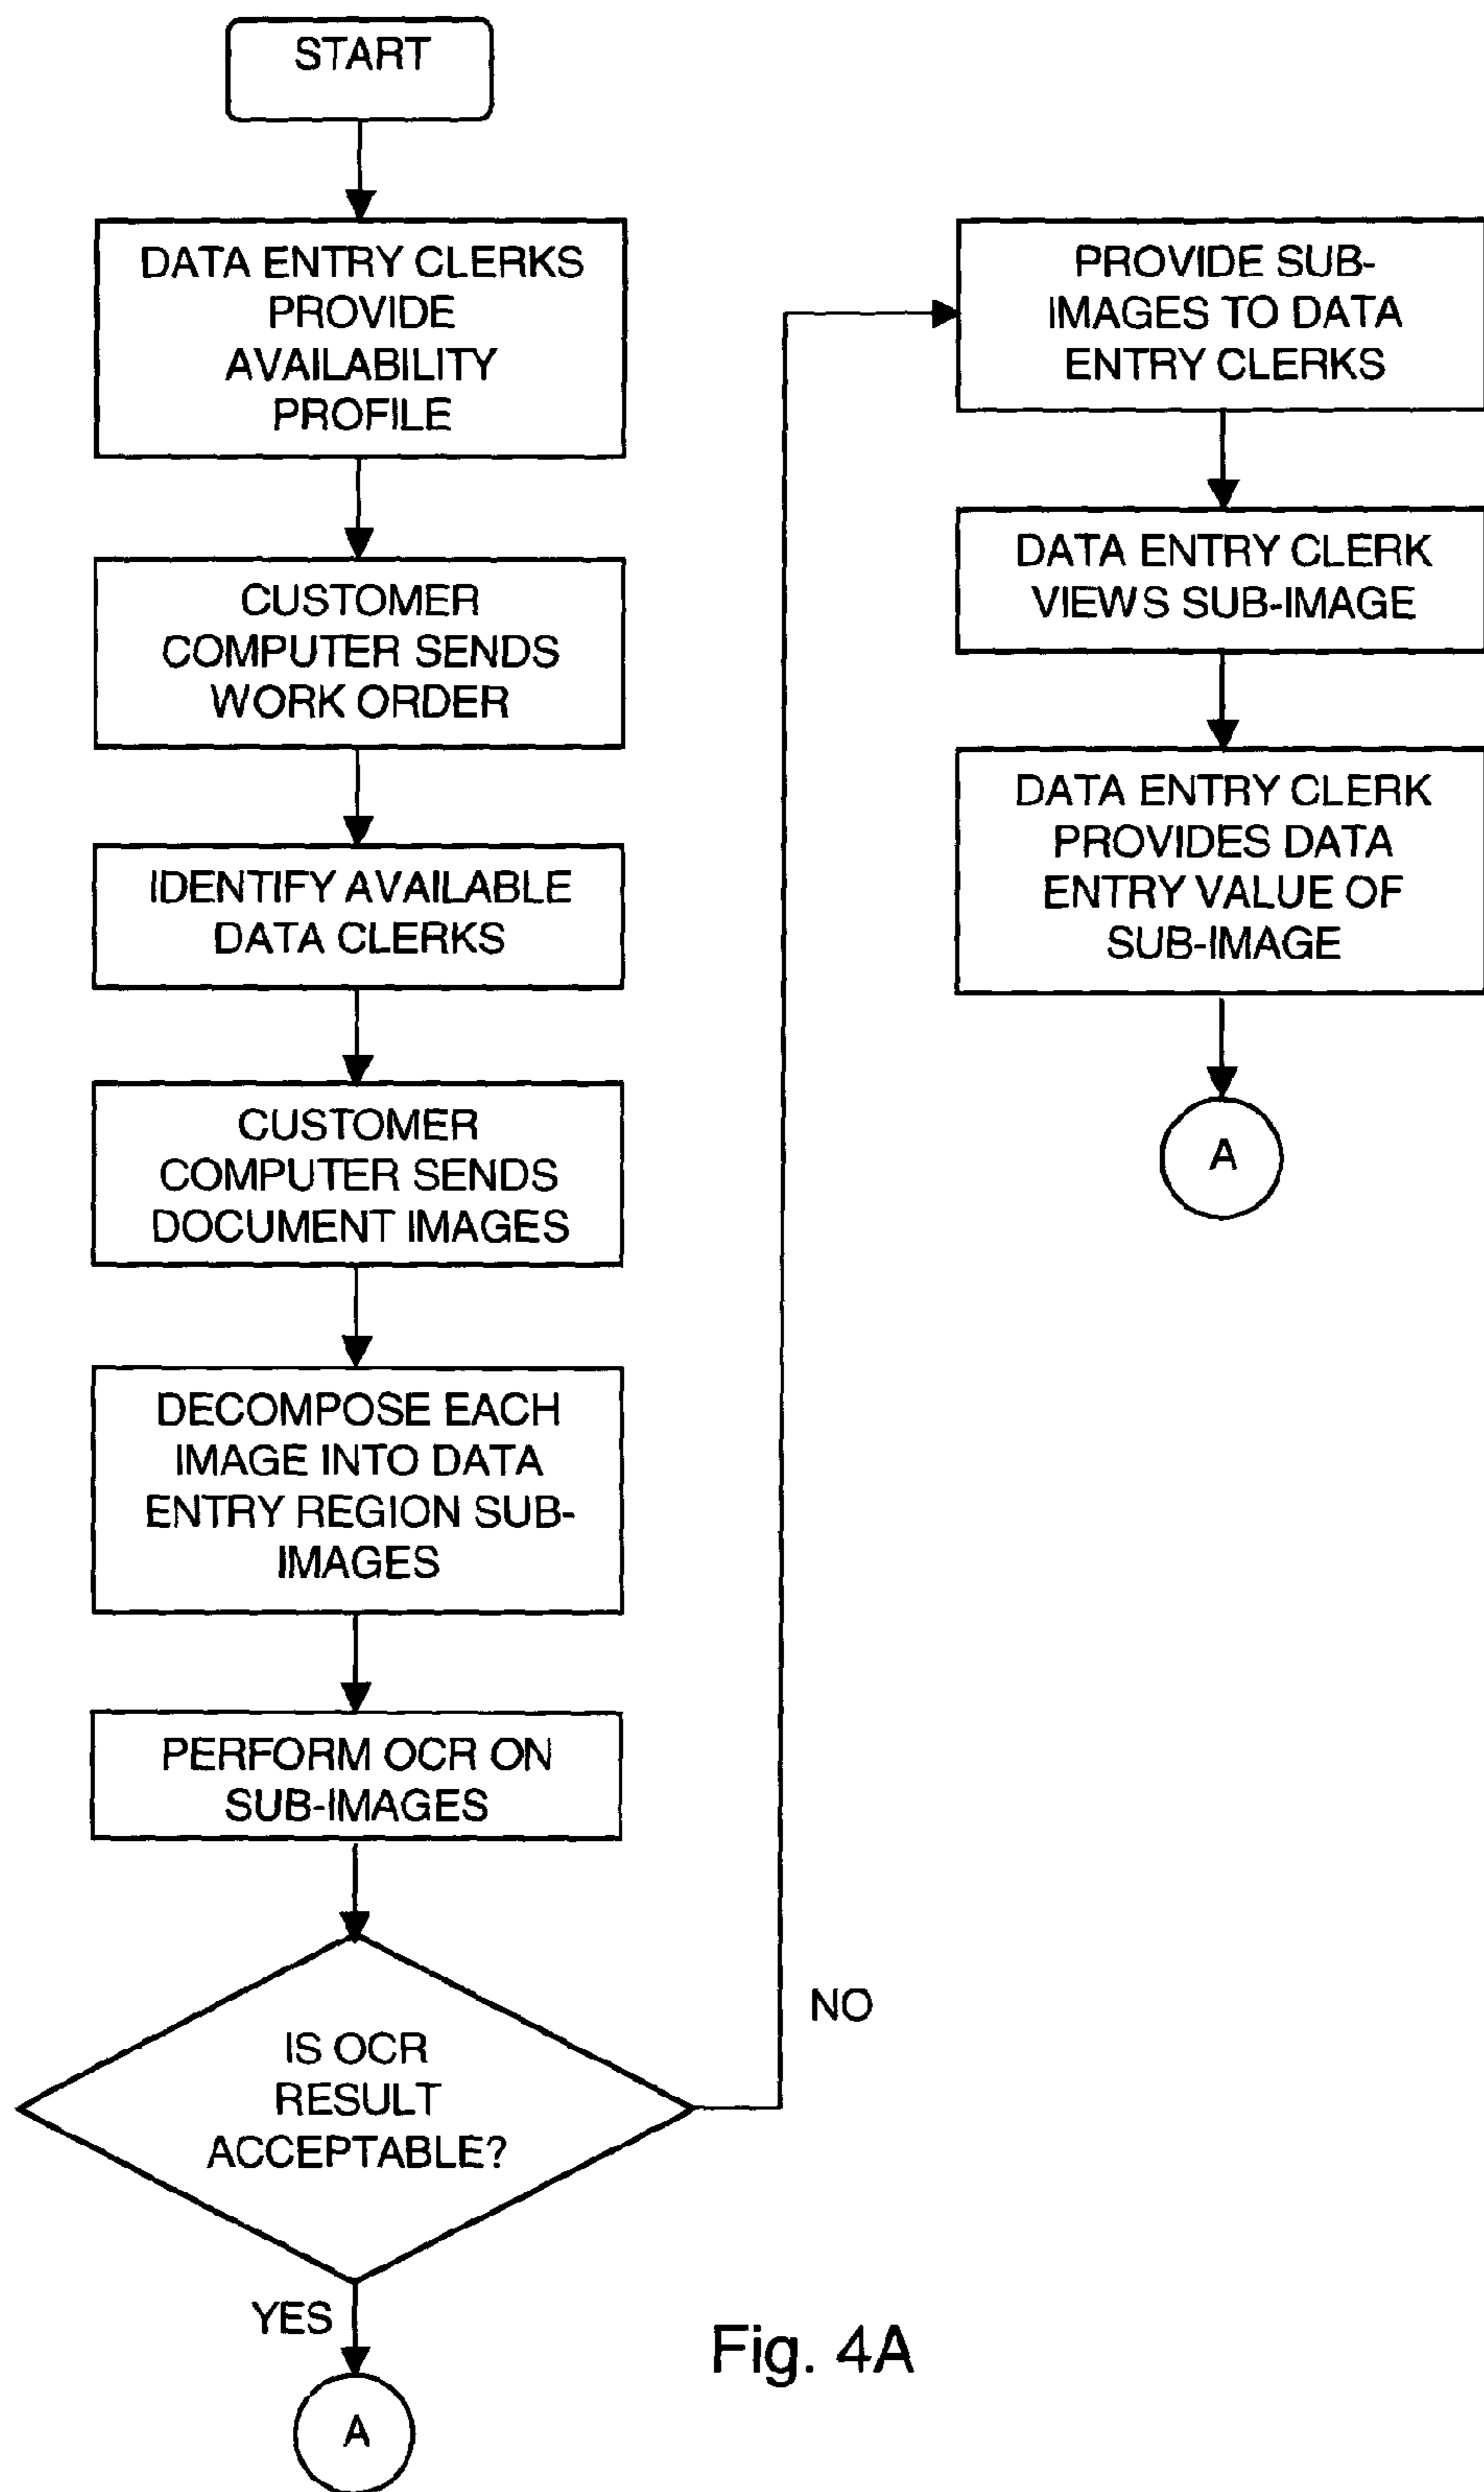 START
DATA ENTRY CLERKS
PROVIDE
AVAILABILITY
PROFILE
CUSTOMER
COMPUTER SENDS
WORK ORDER
IDENTIFY AVAILABLE
DATA CLERKS
CUSTOMER
COMPUTER SENDS
DOCUMENT IMAGES
DECOMPOSE EACH
IMAGE INTO DATA
ENTRY REGION SUB-
IMAGES
PERFORM OCR ON
SUB-IMAGES
IS OCR
RESULT
ACCEPTABLE?
YES
A
NO
PROVIDE SUB-
IMAGES TO DATA
ENTRY CLERKS
DATA ENTRY CLERK
VIEWS SUB-IMAGE
DATA ENTRY CLERK
PROVIDES DATA
ENTRY VALUE OF
SUB-IMAGE
A
Fig. 4A